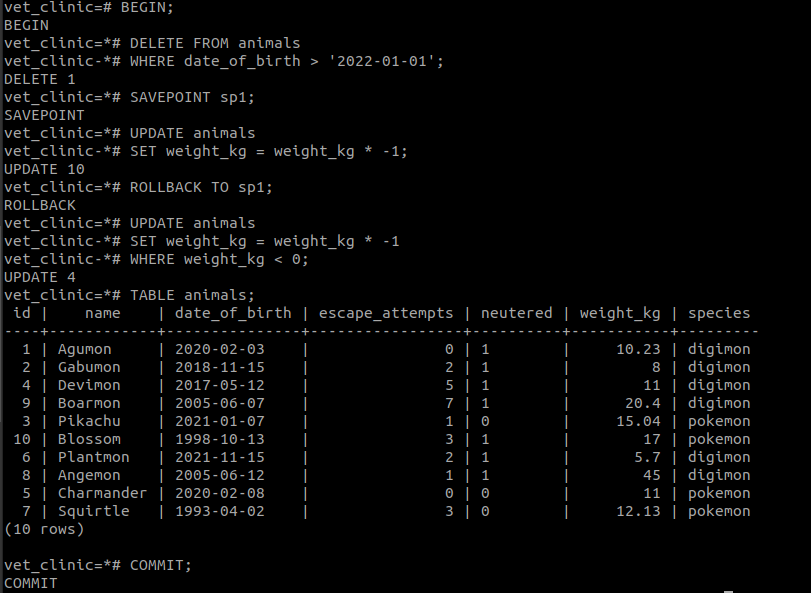 vet_clinic=# BEGIN;
BEGIN
vet_clinic=*# DELETE FROM animals
vet_clinic-*# WHERE date_of_birth > '2022-01-01';
DELETE 1
vet_clinic=*# SAVEPOINT sp1;
SAVEPOINT
vet_clinic=*# UPDATE animals
vet_clinic-*# SET weight_kg = weight_kg * -1;
UPDATE 10
vet_clinic=*# ROLLBACK TO sp1;
ROLLBACK
vet_clinic=*# UPDATE animals
vet_clinic-*# SET weight_kg = weight_kg * -1
vet_clinic-*# WHERE weight_kg < 0;
UPDATE 4
vet_clinic=*# TABLE animals;
 id |    name    | date_of_birth | escape_attempts | neutered | weight_kg | species
----+------------+---------------+-----------------+----------+-----------+---------
  1 | Agumon     | 2020-02-03    |               0 | 1        |     10.23 | digimon
  2 | Gabumon    | 2018-11-15    |               2 | 1        |         8 | digimon
  4 | Devimon    | 2017-05-12    |               5 | 1        |        11 | digimon
  9 | Boarmon    | 2005-06-07    |               7 | 1        |      20.4 | digimon
  3 | Pikachu    | 2021-01-07    |               1 | 0        |     15.04 | pokemon
 10 | Blossom    | 1998-10-13    |               3 | 1        |        17 | pokemon
  6 | Plantmon   | 2021-11-15    |               2 | 1        |       5.7 | digimon
  8 | Angemon    | 2005-06-12    |               1 | 1        |        45 | digimon
  5 | Charmander | 2020-02-08    |               0 | 0        |        11 | pokemon
  7 | Squirtle   | 1993-04-02    |               3 | 0        |     12.13 | pokemon
(10 rows)

vet_clinic=*# COMMIT;
COMMIT